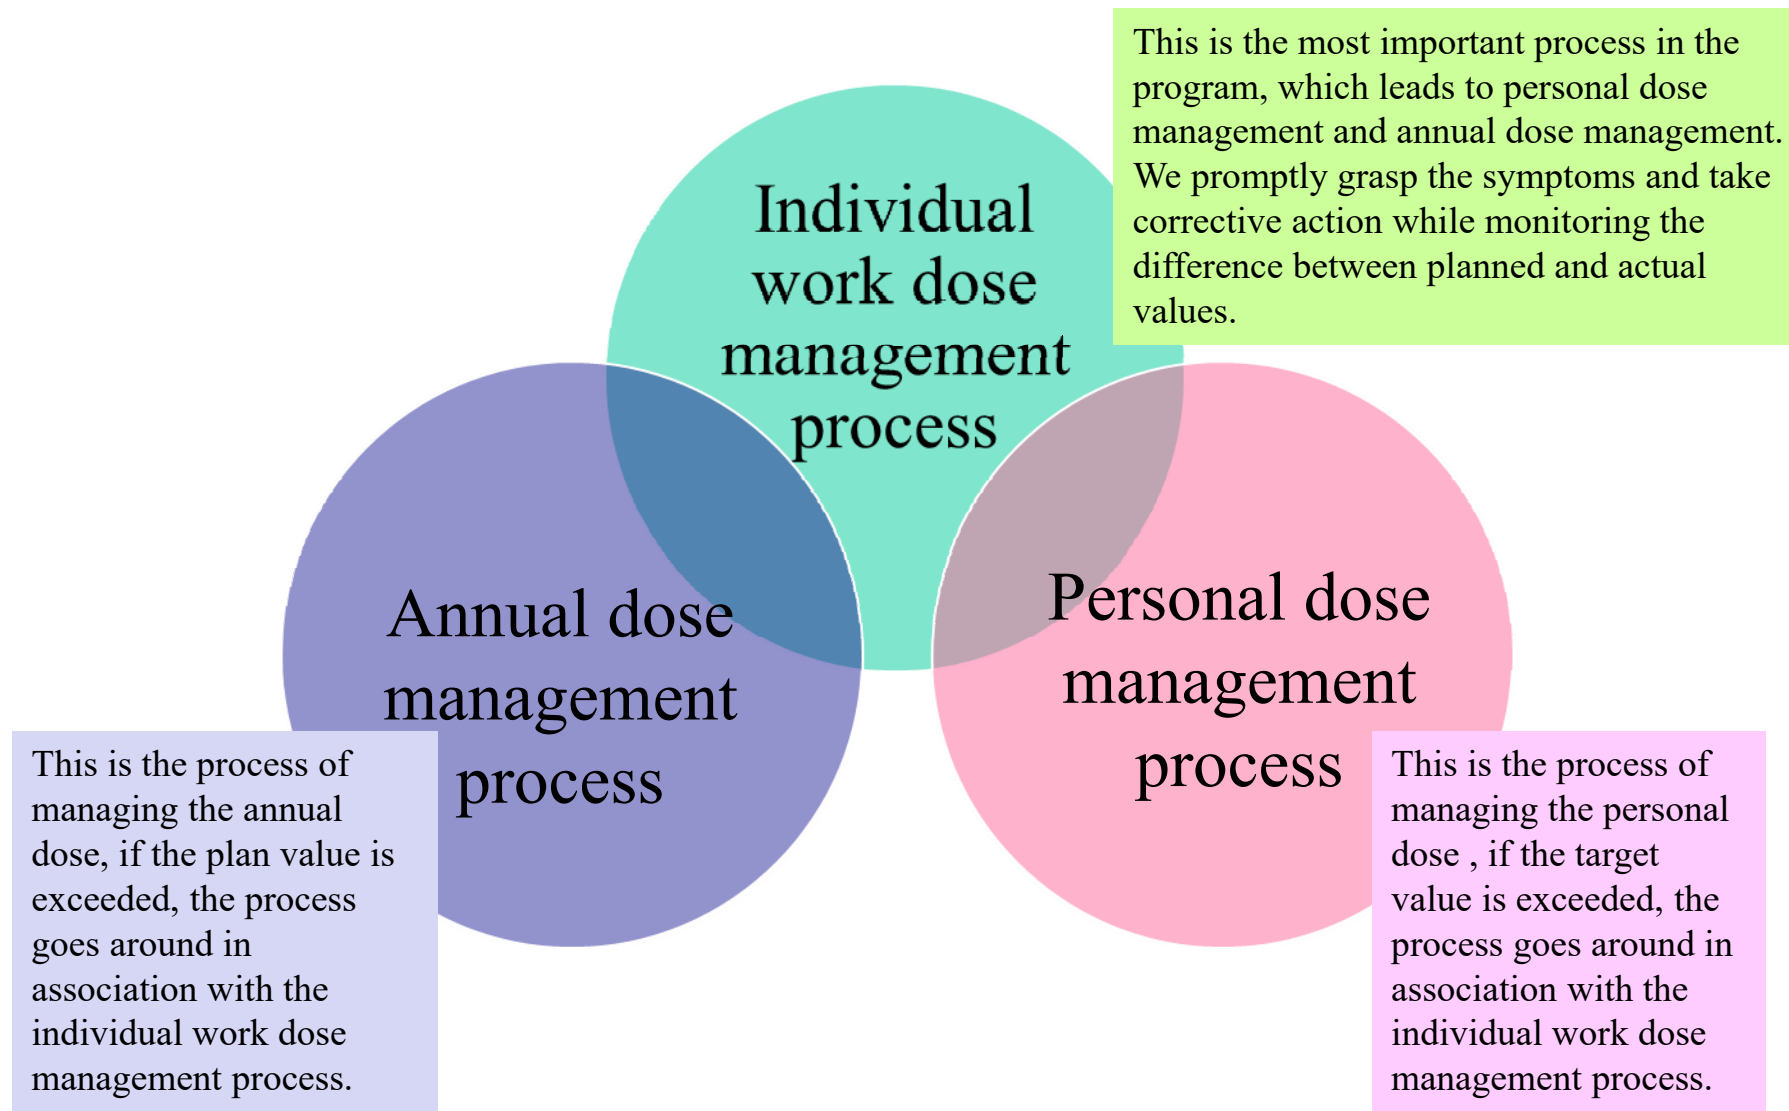 This is the most important process in the
program, which leads to personal dose
management and annual dose management.
We promptly grasp the symptoms and take
corrective action while monitoring the
difference between planned and actual
values.
Individual
work dose
management
process
Annual dose
management
process
Personal dose
management
process
This is the process of
managing the annual
dose, if the plan value is
exceeded, the process
goes around in
association with the
individual work dose
management process.
This is the process of
managing the personal
dose , if the target
value is exceeded, the
process goes around in
association with the
individual work dose
management process.